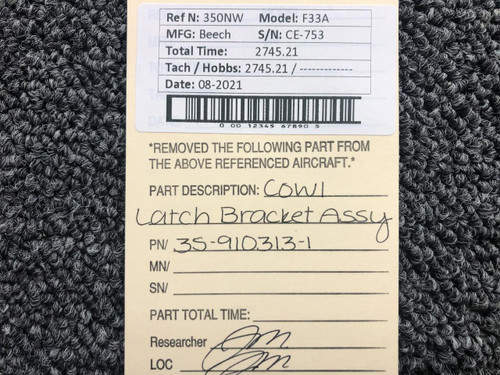 Ref N: 350NW Model: F33A
MFG: Beech S/N: CE-753
Total Time: 2745.21
Tach / Hobbs: 2745.21 / -------------
Date: 08-2021
0 00 12345 67890 5
*REMOVED THE FOLLOWING PART FROM
THE ABOVE REFERENCED AIRCRAFT.*
PART DESCRIPTION: Cowl
Latch Bracket Assy
PN/ 35-910313-1
MN/
SN/
PART TOTAL TIME:
Researcher
LOC